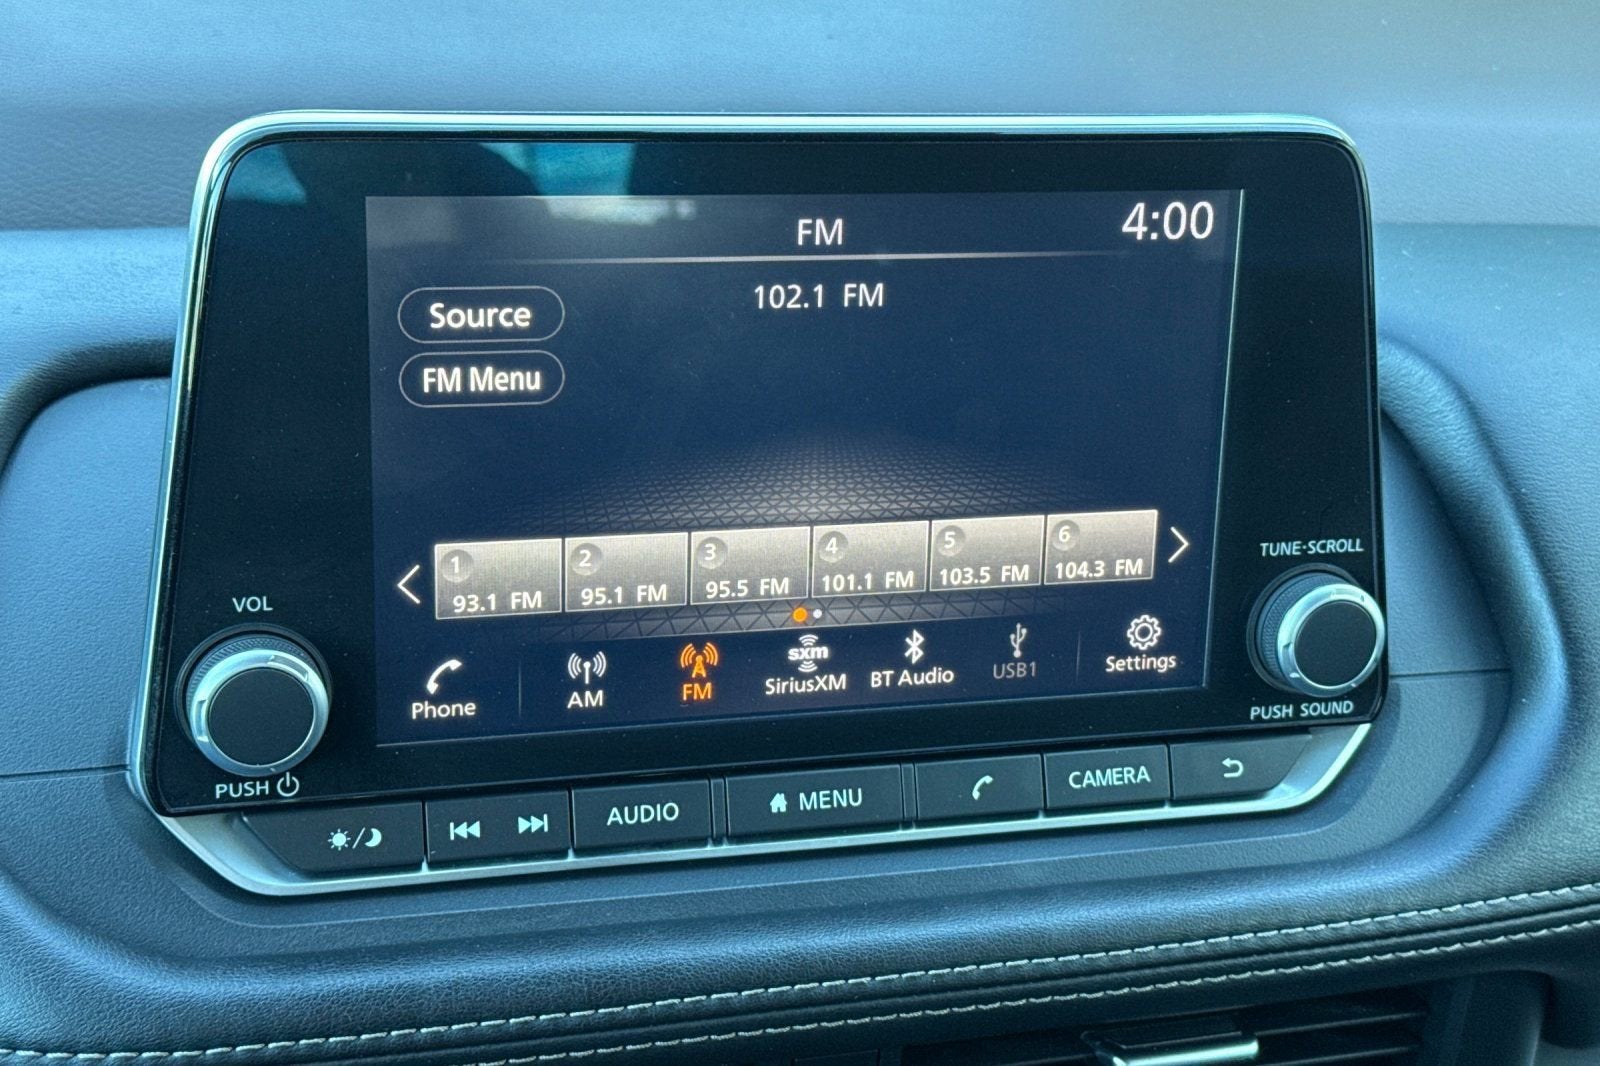 FM
4:00
102.1 FM
Source
FM Menu
1
93.1 FM
2
95.1 FM
3
95.5 FM
4
101.1 FM
5
103.5 FM
6
104.3 FM
Phone
AM
FM
sxm
SiriusXM
BT Audio
USB1
Settings
VOL
PUSH
TUNE·SCROLL
PUSH SOUND
AUDIO
MENU
CAMERA